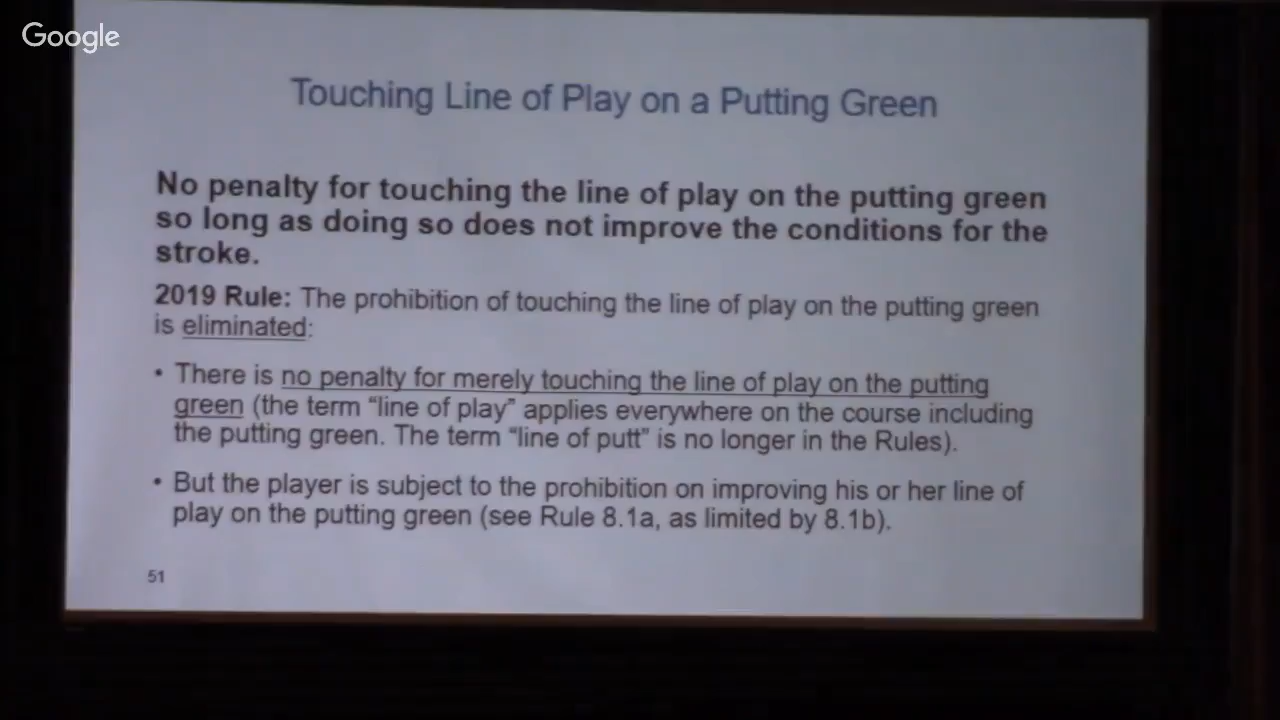 Google
Touching Line of Play on a Putting Green
No penalty for touching the line of play on the putting green
so long as doing so does not improve the conditions for the
stroke.
2019 Rule: The prohibition of touching the line of play on the putting green
is eliminated:
• There is no penalty for merely touching the line of play on the putting
green (the term “line of play” applies everywhere on the course including
the putting green. The term “line of putt” is no longer in the Rules).
• But the player is subject to the prohibition on improving his or her line of
play on the putting green (see Rule 8.1a, as limited by 8.1b).
51